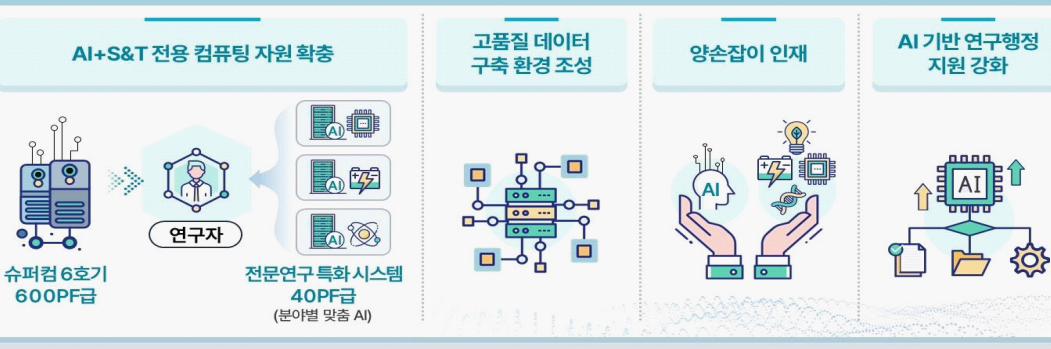 AI+S&T 전용 컴퓨팅 자원 확충
고품질 데이터
구축 환경 조성
양손잡이 인재
AI 기반 연구행정
지원 강화
AI
AI
AI
연구자
슈퍼컴 6호기
600PF급
전문연구 특화 시스템
40PF급
(분야별 맞춤 AI)
AI
AI